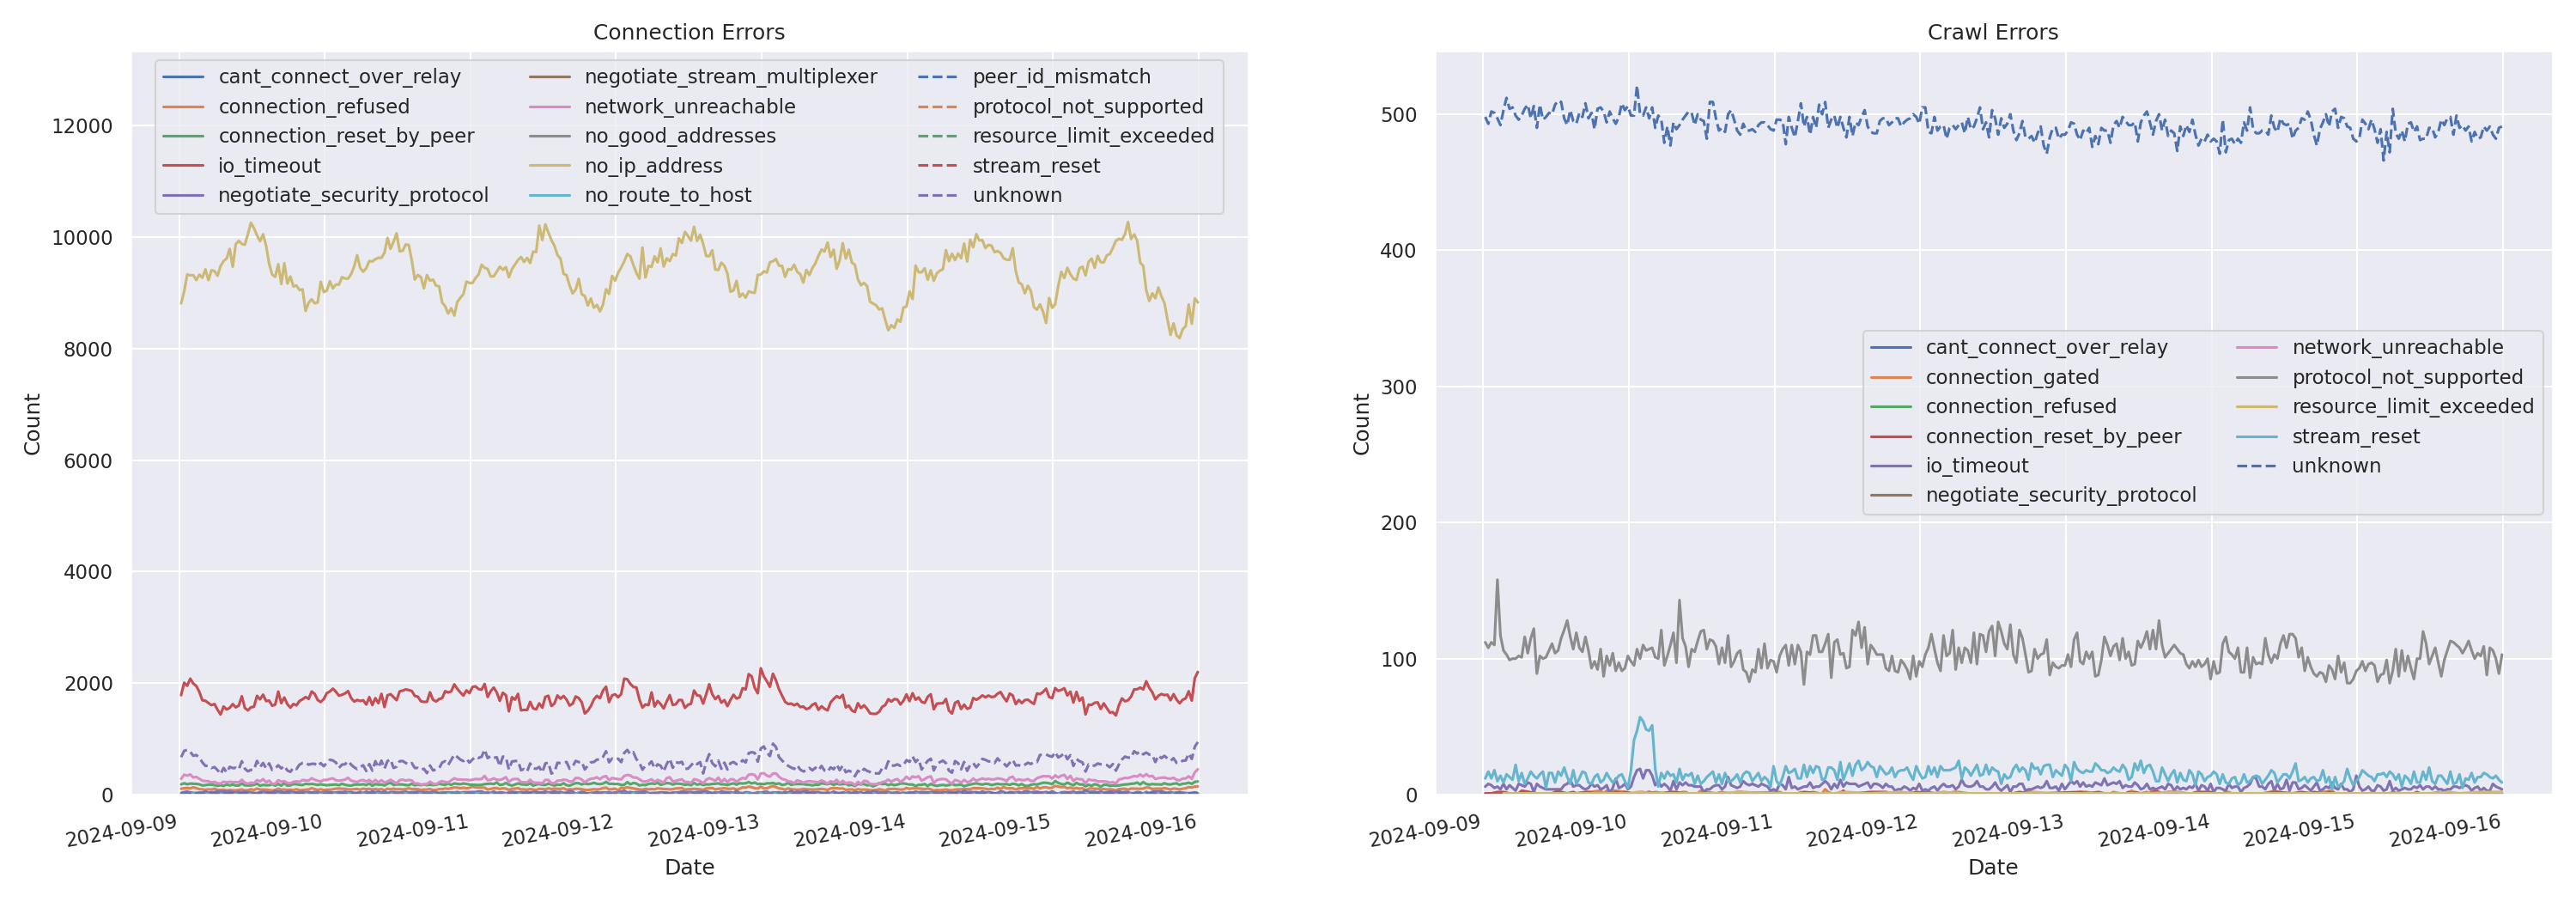 Connection Errors
cant_connect_over_relay
connection_refused
connection_reset_by_peer
io_timeout
negotiate_security_protocol
negotiate_stream_multiplexer
network_unreachable
no_good_addresses
no_ip_address
no_route_to_host
peer_id_mismatch
protocol_not_supported
resource_limit_exceeded
stream_reset
unknown
Count
12000
10000
8000
6000
4000
2000
0
2024-09-09
2024-09-10
2024-09-11
2024-09-12
2024-09-13
2024-09-14
2024-09-15
2024-09-16
Date
Crawl Errors
cant_connect_over_relay
connection_gated
connection_refused
connection_reset_by_peer
io_timeout
negotiate_security_protocol
network_unreachable
protocol_not_supported
resource_limit_exceeded
stream_reset
unknown
Count
500
400
300
200
100
0
2024-09-09
2024-09-10
2024-09-11
2024-09-12
2024-09-13
2024-09-14
2024-09-15
2024-09-16
Date